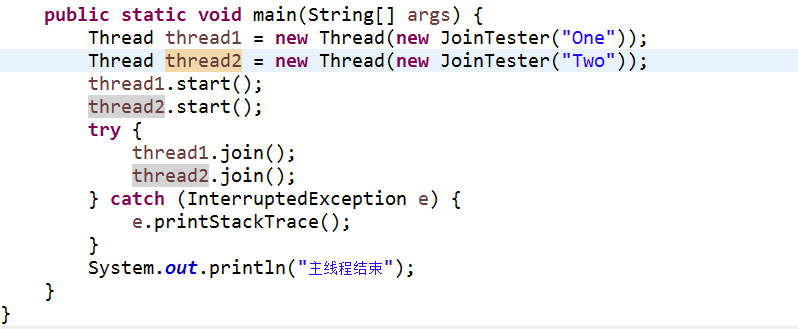 public static void main(String[] args) {
Thread thread1 = new Thread(new JoinTester("One"));
Thread thread2 = new Thread(new JoinTester("Two"));
thread1.start();
thread2.start();
try {
thread1.join();
thread2.join();
} catch (InterruptedException e) {
e.printStackTrace();
}
System.out.println("主线程结束");
}
}